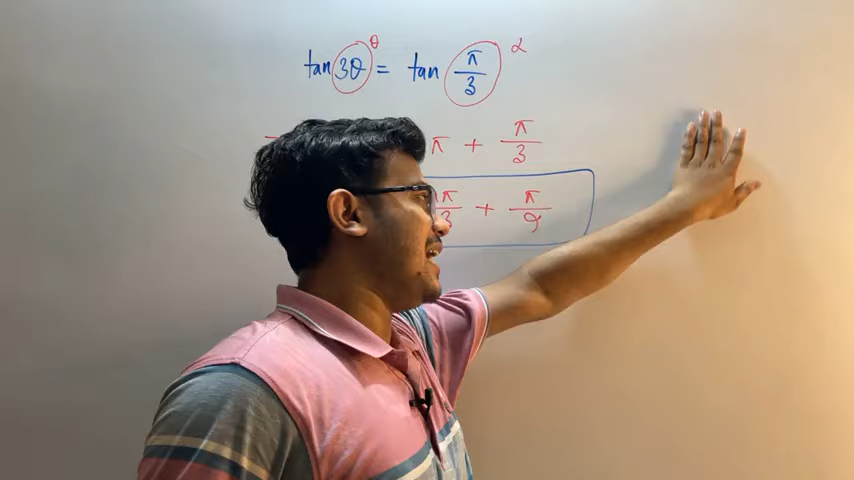 tan 3θ = tan π/3 θ α
π + π/3
π/3 + π/9